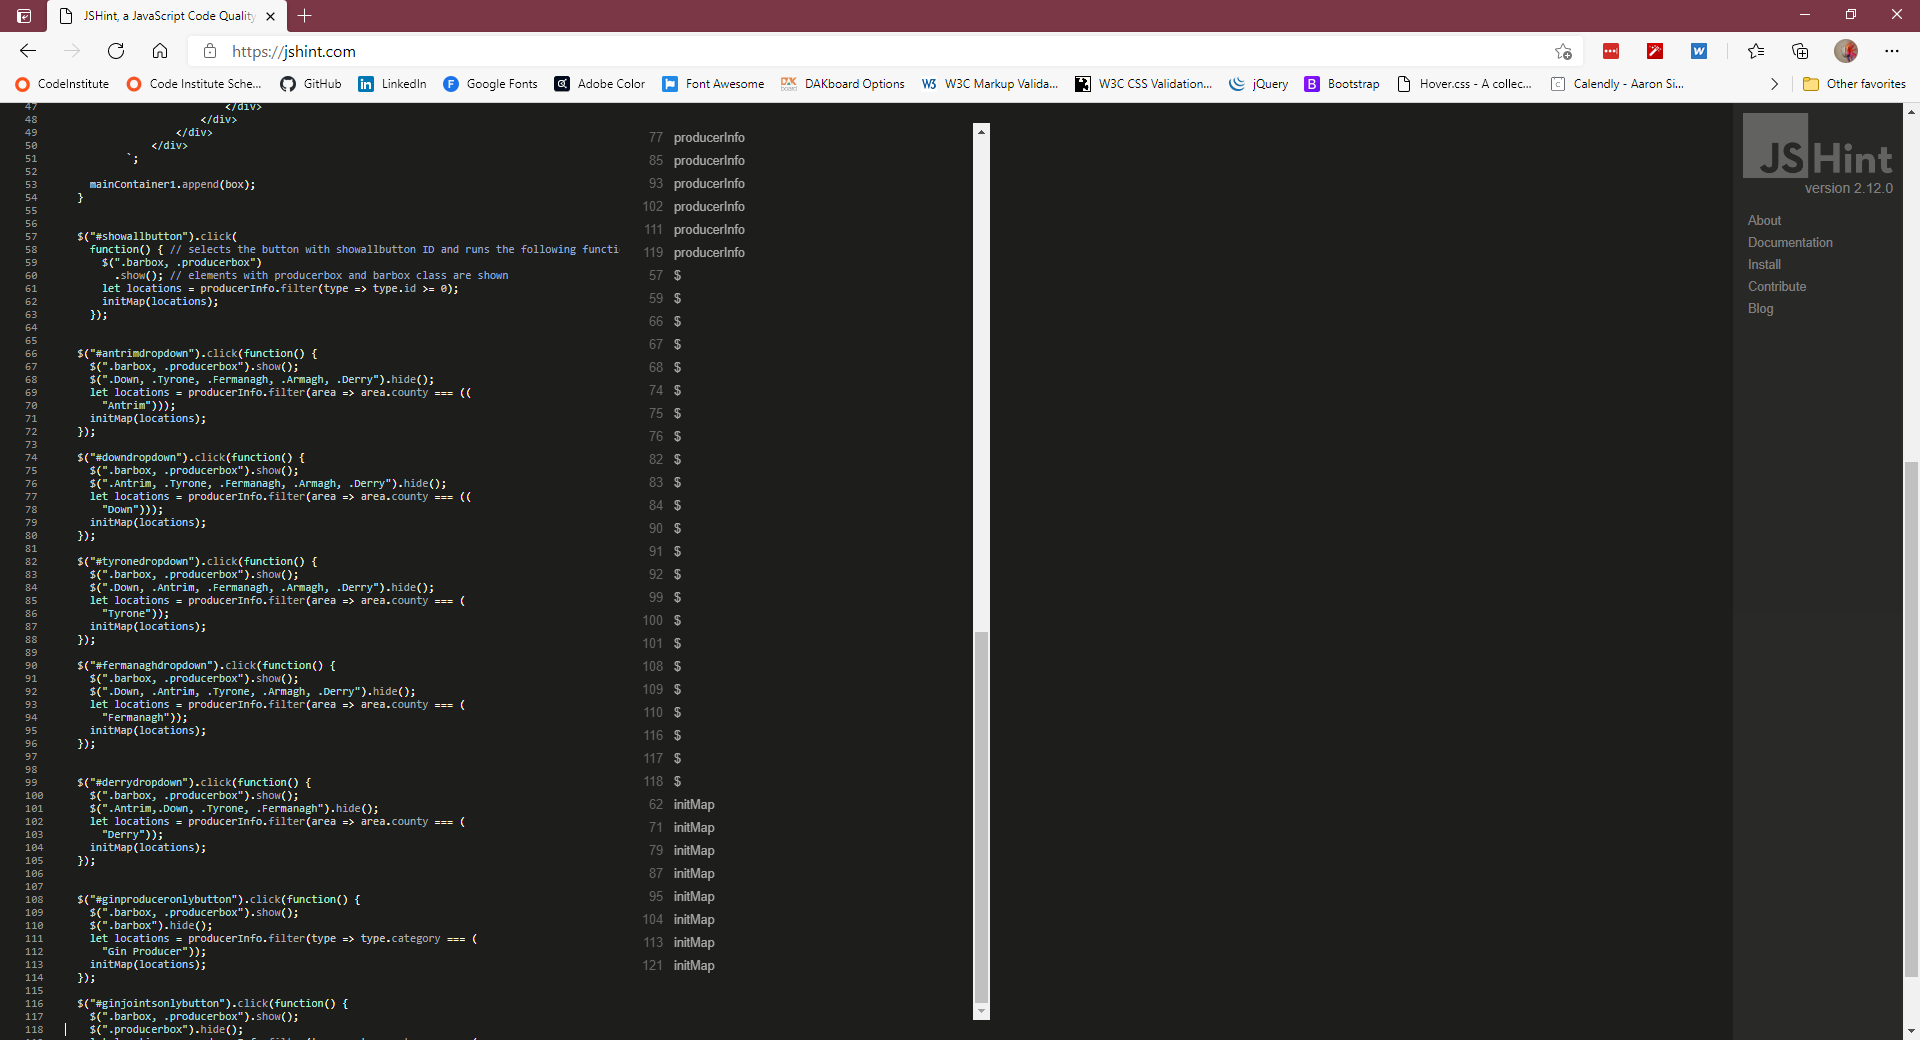 JSHint, a JavaScript Code Quality
https://jshint.com
CodeInstitute
Code Institute Sche...
GitHub
LinkedIn
Google Fonts
Adobe Color
Font Awesome
DAKboard Options
W3C Markup Valida...
W3C CSS Validation...
jQuery
Bootstrap
Hover.css - A collec...
Calendly - Aaron Si...
Other favorites
47 </div>
48 </div>
49 </div>
50 </div>
51 `;
52
53 mainContainer1.append(box);
54 }
55
56
57 $("#showallbutton").click(
58 function() { // selects the button with showallbutton ID and runs the following functi
59 $(".barbox, .producerbox")
60 .show(); // elements with producerbox and barbox class are shown
61 let locations = producerInfo.filter(type => type.id >= 0);
62 initMap(locations);
63 });
64
65
66 $("#antrimdropdown").click(function() {
67 $(".barbox, .producerbox").show();
68 $(".Down, .Tyrone, .Fermanagh, .Armagh, .Derry").hide();
69 let locations = producerInfo.filter(area => area.county === ((
70 "Antrim")));
71 initMap(locations);
72 });
73
74 $("#downdropdown").click(function() {
75 $(".barbox, .producerbox").show();
76 $(".Antrim, .Tyrone, .Fermanagh, .Armagh, .Derry").hide();
77 let locations = producerInfo.filter(area => area.county === ((
78 "Down")));
79 initMap(locations);
80 });
81
82 $("#tyronedropdown").click(function() {
83 $(".barbox, .producerbox").show();
84 $(".Down, .Antrim, .Fermanagh, .Armagh, .Derry").hide();
85 let locations = producerInfo.filter(area => area.county === (
86 "Tyrone"));
87 initMap(locations);
88 });
89
90 $("#fermanaghdropdown").click(function() {
91 $(".barbox, .producerbox").show();
92 $(".Down, .Antrim, .Tyrone, .Armagh, .Derry").hide();
93 let locations = producerInfo.filter(area => area.county === (
94 "Fermanagh"));
95 initMap(locations);
96 });
97
98
99 $("#derrydropdown").click(function() {
100 $(".barbox, .producerbox").show();
101 $(".Antrim,.Down, .Tyrone, .Fermanagh").hide();
102 let locations = producerInfo.filter(area => area.county === (
103 "Derry"));
104 initMap(locations);
105 });
106
107
108 $("#ginproduceronlybutton").click(function() {
109 $(".barbox, .producerbox").show();
110 $(".barbox").hide();
111 let locations = producerInfo.filter(type => type.category === (
112 "Gin Producer"));
113 initMap(locations);
114 });
115
116 $("#ginjointsonlybutton").click(function() {
117 $(".barbox, .producerbox").show();
118 $(".producerbox").hide();
77 producerInfo
85 producerInfo
93 producerInfo
102 producerInfo
111 producerInfo
119 producerInfo
57 $
59 $
66 $
67 $
68 $
74 $
75 $
76 $
82 $
83 $
84 $
90 $
91 $
92 $
99 $
100 $
101 $
108 $
109 $
110 $
116 $
117 $
118 $
62 initMap
71 initMap
79 initMap
87 initMap
95 initMap
104 initMap
113 initMap
121 initMap
JSHint
version 2.12.0
About
Documentation
Install
Contribute
Blog